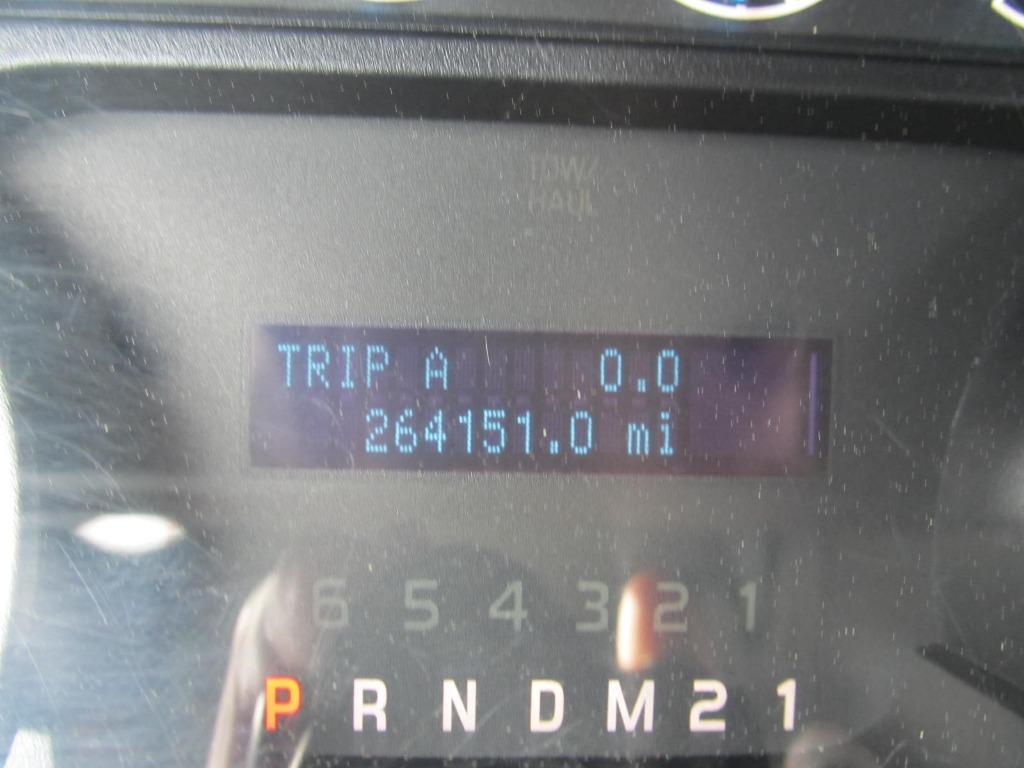 TOW/
HAUL
TRIP A 0.0
264151.0 mi
6 5 4 3 2 1
P R N D M 2 1